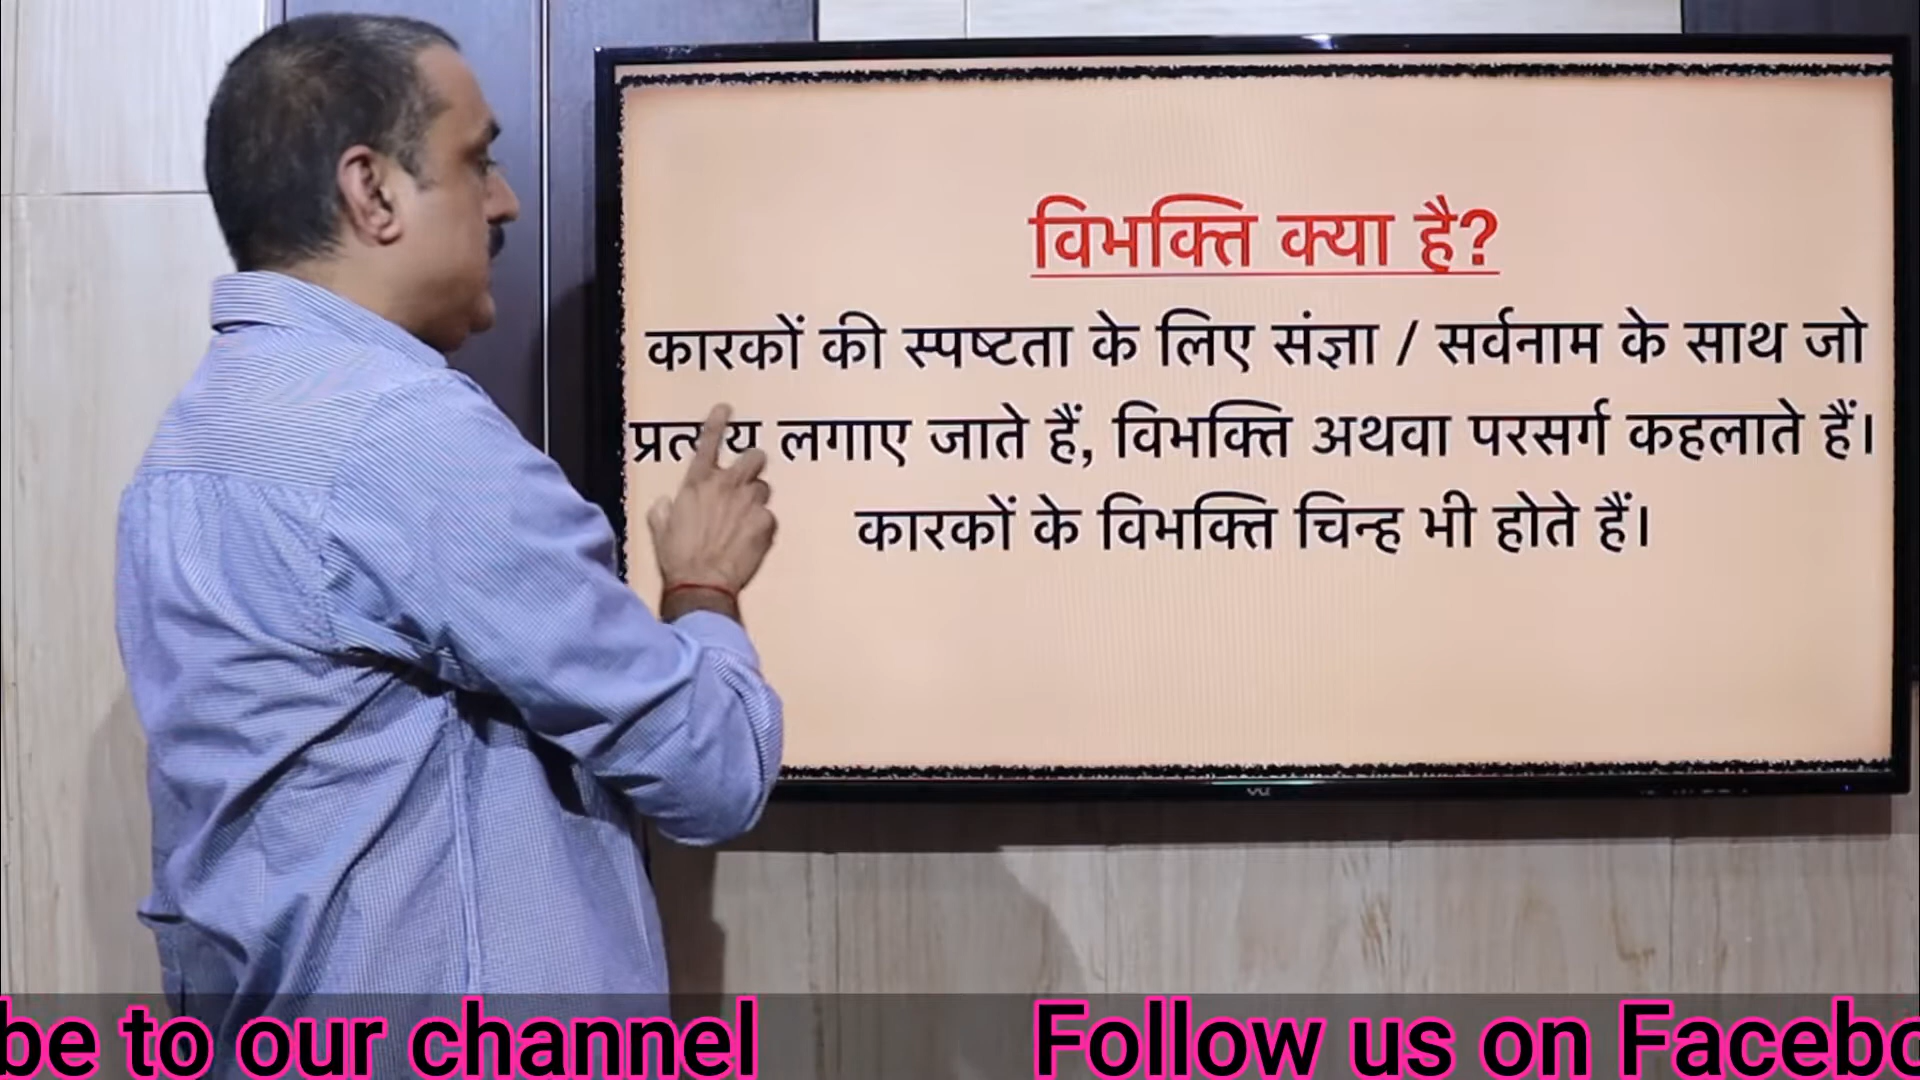 विभक्ति क्या है?
कारकों की स्पष्टता के लिए संज्ञा / सर्वनाम के साथ जो
प्रत्यय लगाए जाते हैं, विभक्ति अथवा परसर्ग कहलाते हैं।
कारकों के विभक्ति चिन्ह भी होते हैं।
be to our channel Follow us on Facebo